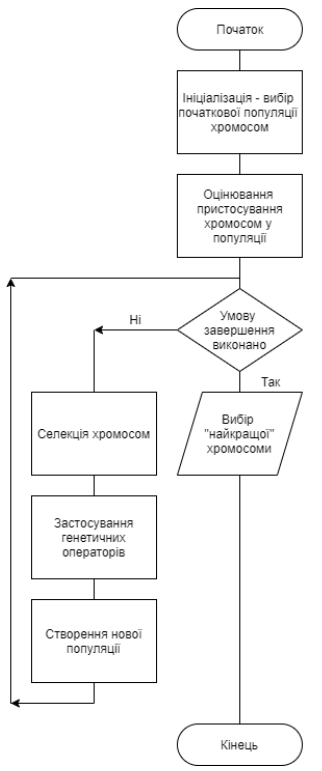 Початок
Ініціалізація - вибір
початкової популяції
хромосом
Оцінювання
пристосування
хромосом у
популяції
Умову
завершення
виконано
Ні
Так
Селекція хромосом
Вибір
"найкращої"
хромосоми
Застосування
генетичних
операторів
Створення нової
популяції
Кінець